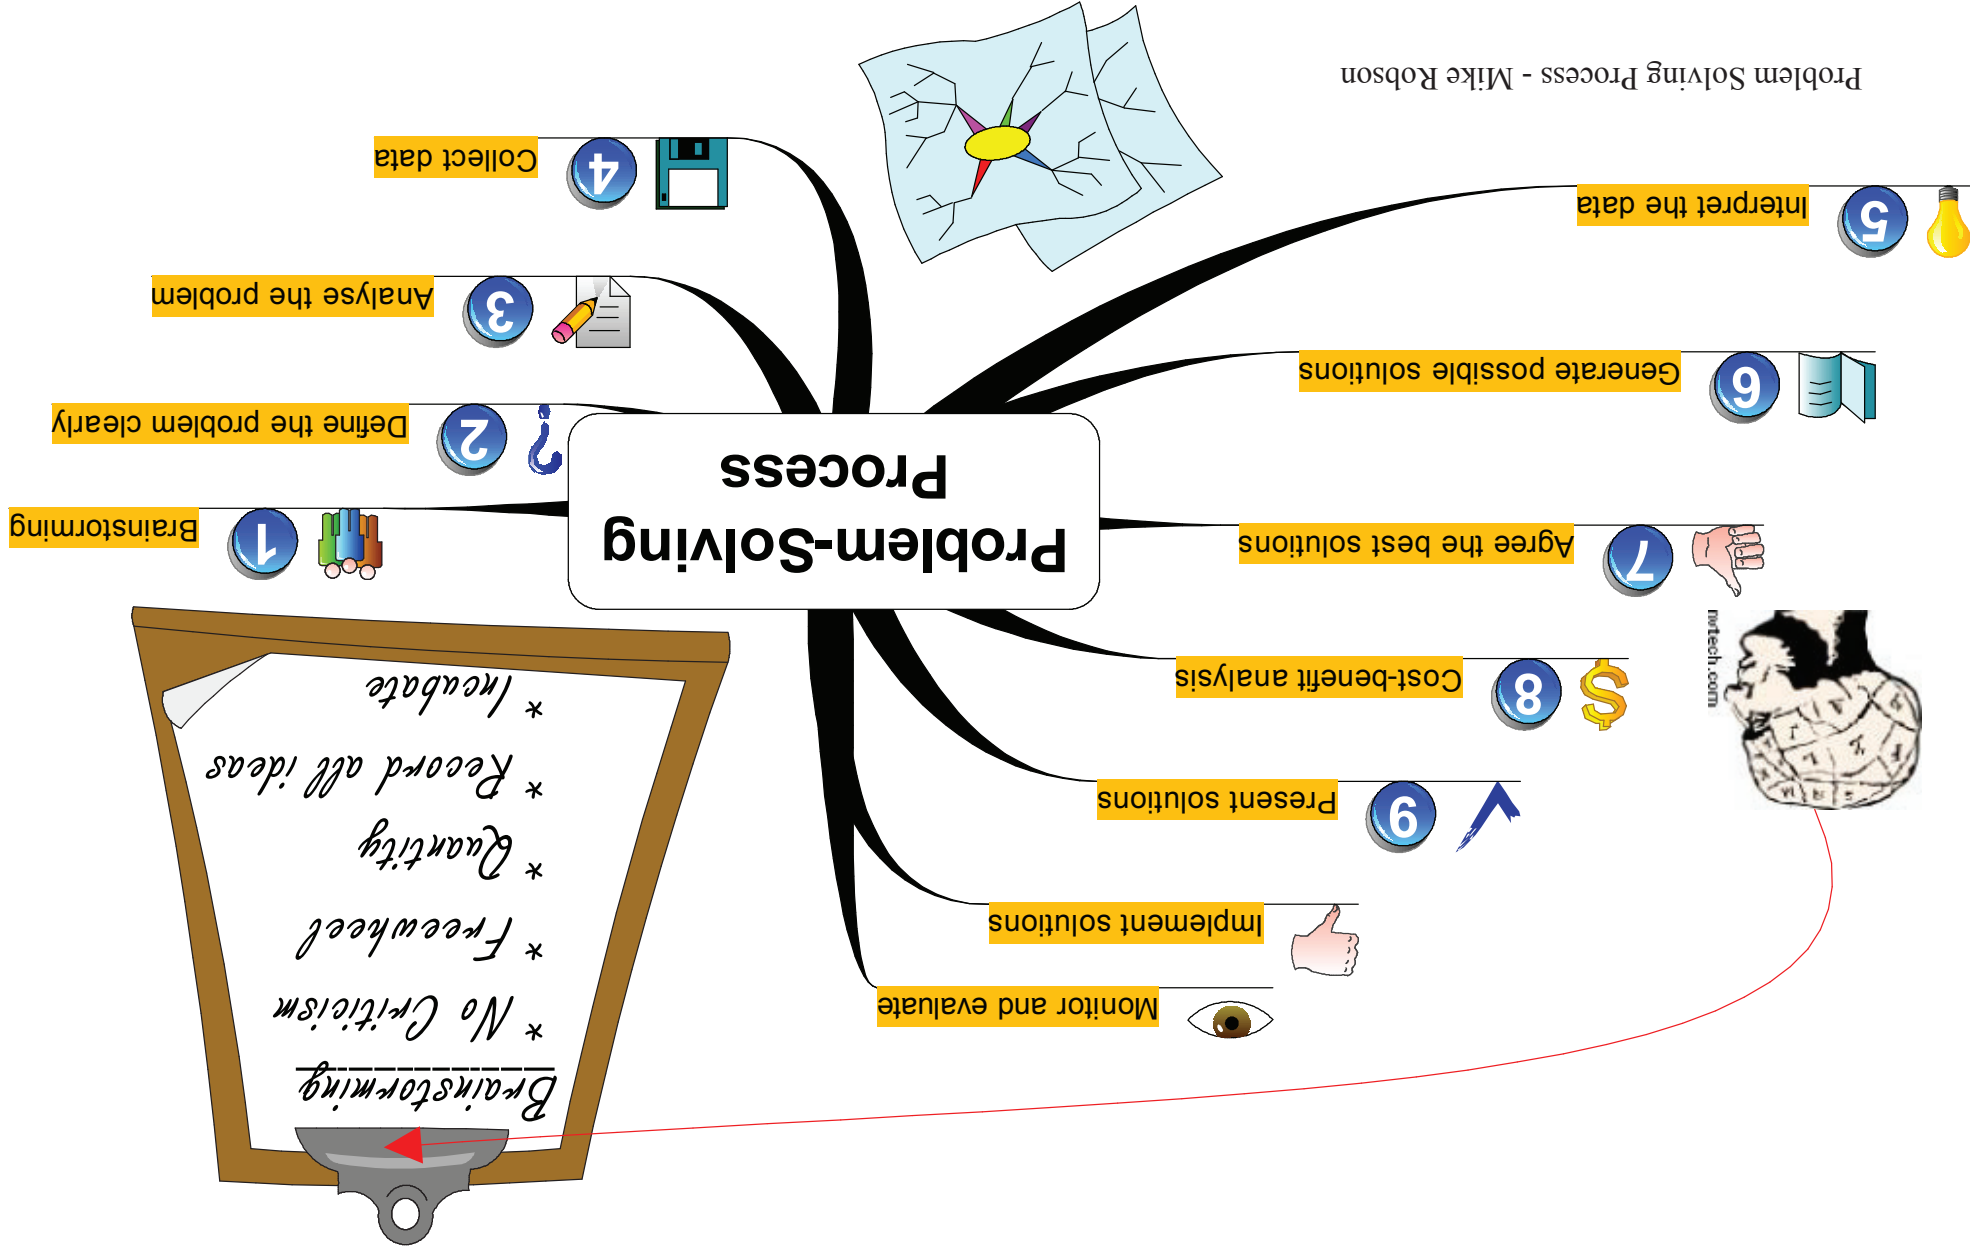 Brainstorming
* No Criticism
* Freewheel
* Quantity
* Record all ideas
* Incubate
Problem-Solving
Process
1
Brainstorming
2
Define the problem clearly
3
Analyse the problem
4
Collect data
5
Interpret the data
6
Generate possible solutions
7
Agree the best solutions
8
Cost-benefit analysis
9
Present solutions
Implement solutions
Monitor and evaluate
Problem Solving Process - Mike Robson